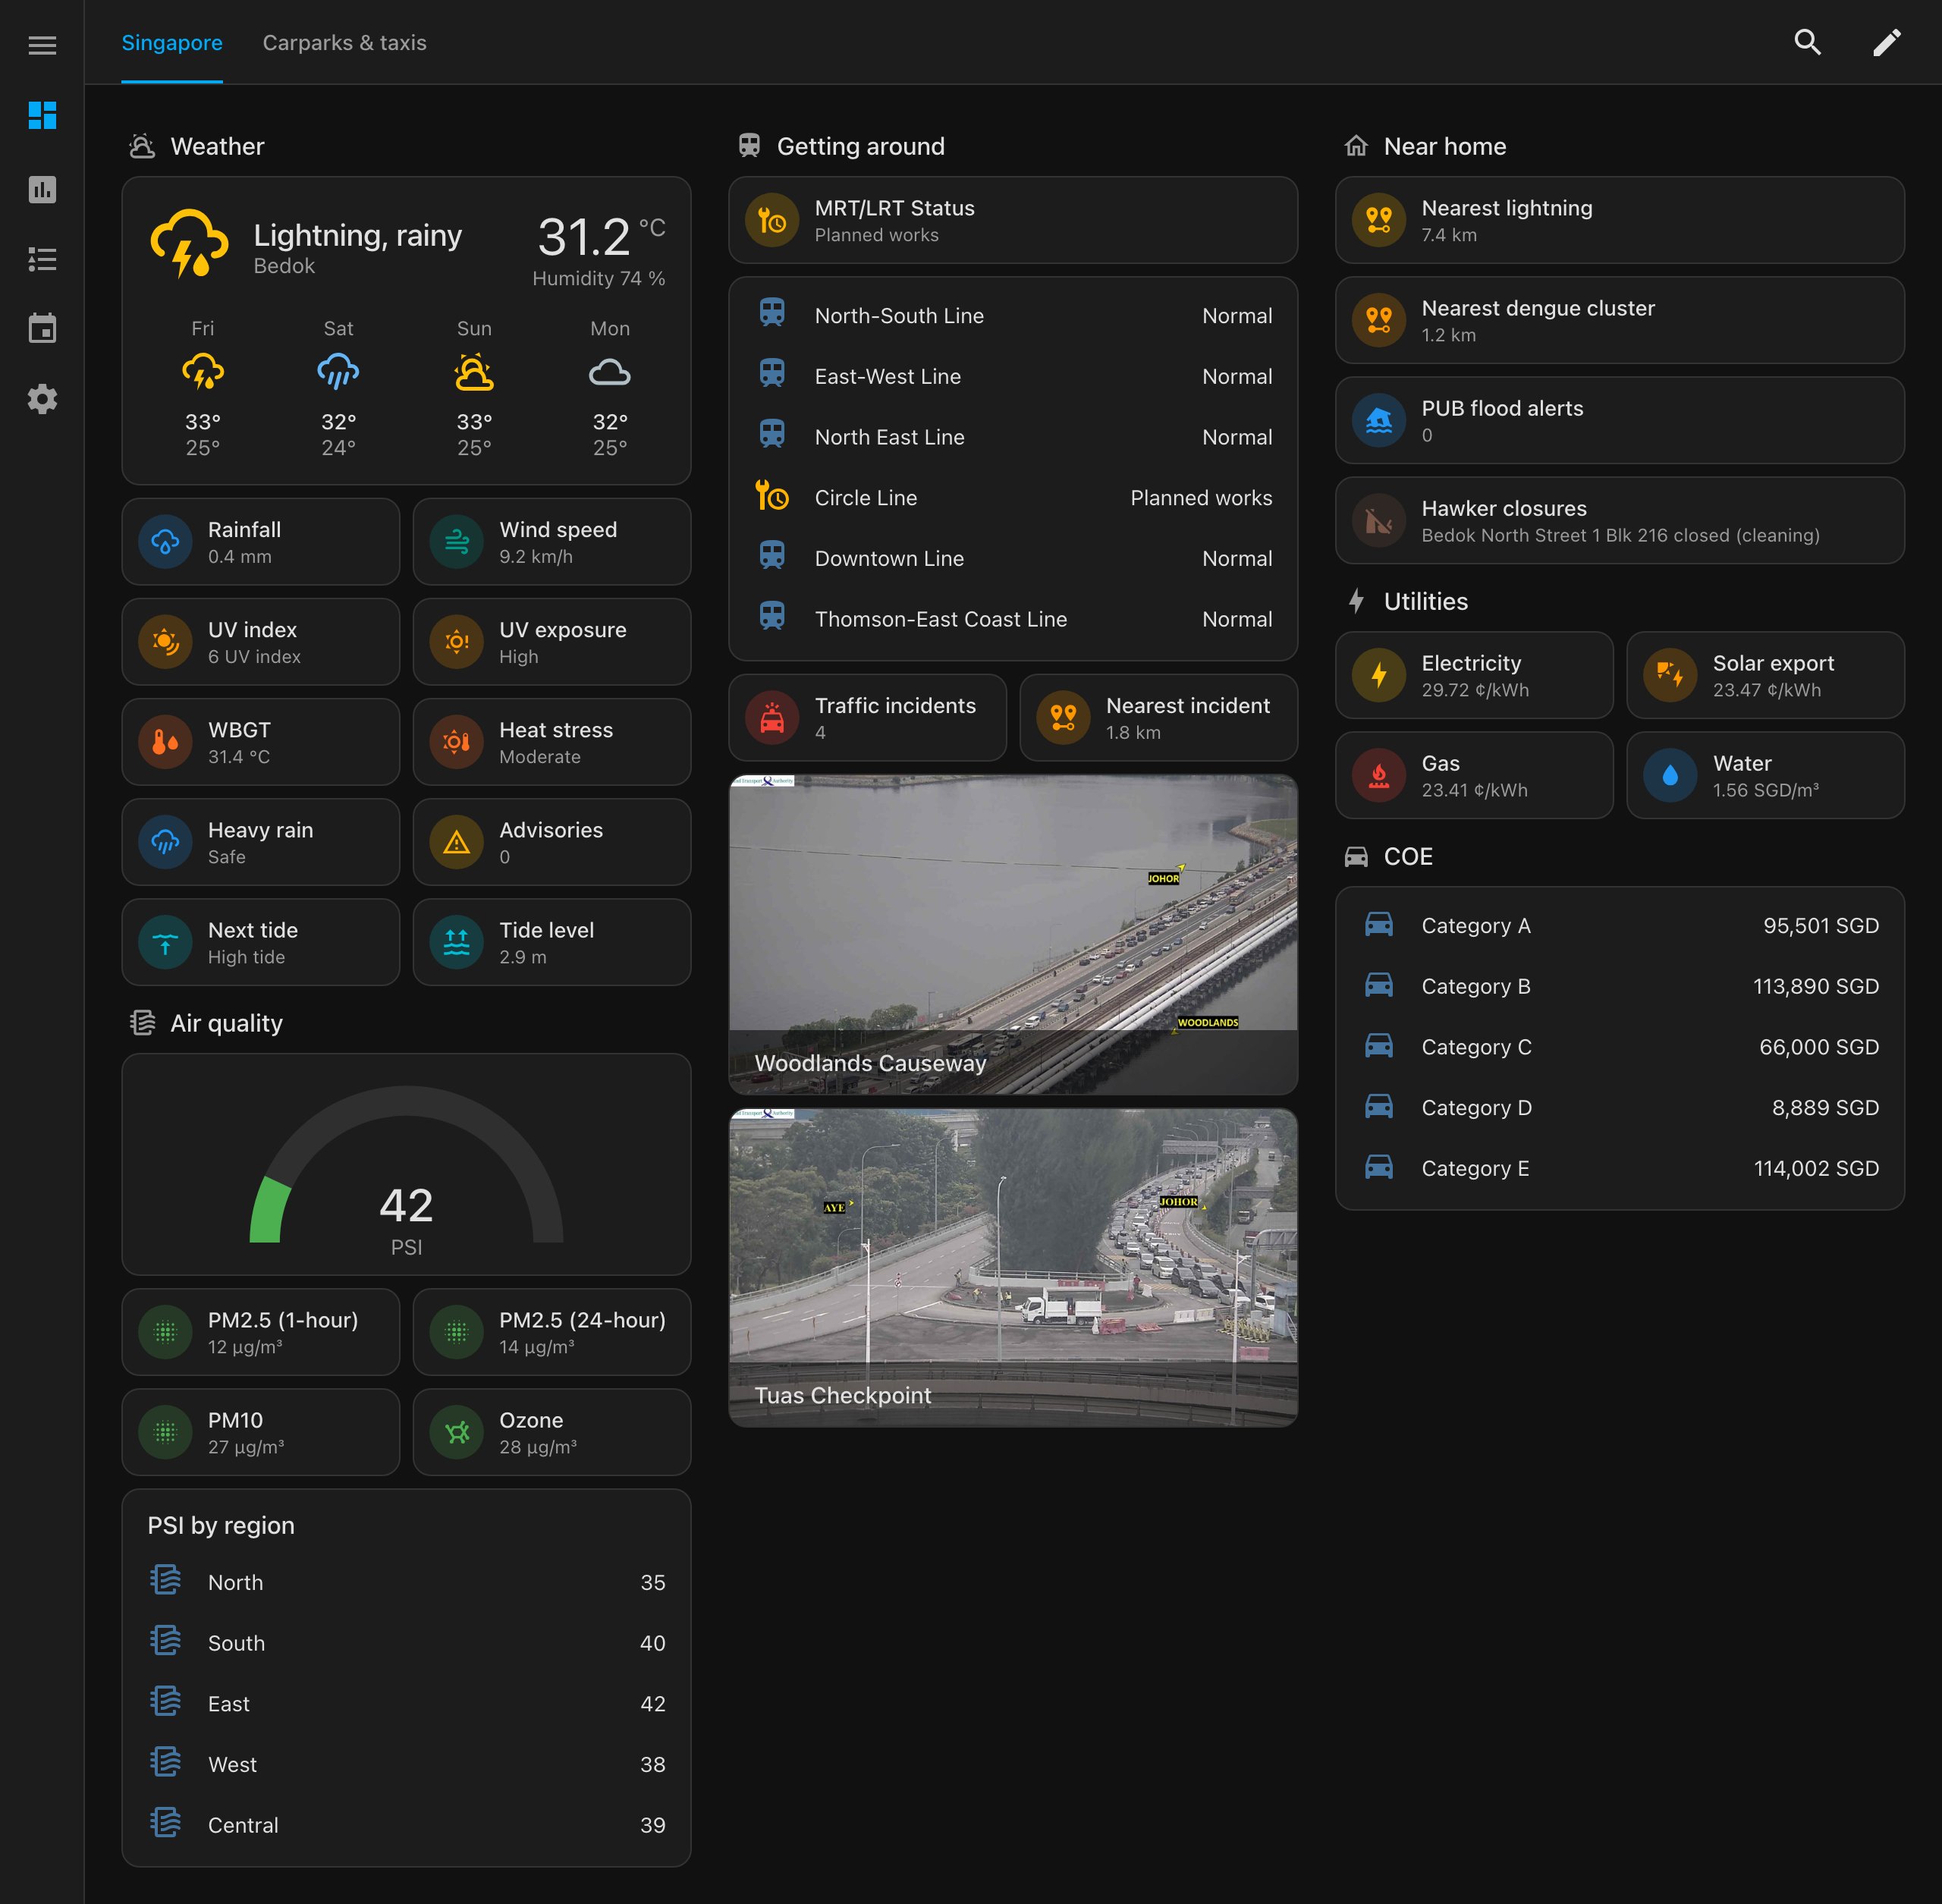 Singapore
Carparks & taxis
Weather
Lightning, rainy
Bedok
31.2 °C
Humidity 74 %
Fri Sat Sun Mon
33° 32° 33° 32°
25° 24° 25° 25°
Rainfall
0.4 mm
Wind speed
9.2 km/h
UV index
6 UV index
UV exposure
High
WBGT
31.4 °C
Heat stress
Moderate
Heavy rain
Safe
Advisories
0
Next tide
High tide
Tide level
2.9 m
Air quality
42
PSI
PM2.5 (1-hour)
12 μg/m³
PM2.5 (24-hour)
14 μg/m³
PM10
27 μg/m³
Ozone
28 μg/m³
PSI by region
North 35
South 40
East 42
West 38
Central 39
Getting around
MRT/LRT Status
Planned works
North-South Line Normal
East-West Line Normal
North East Line Normal
Circle Line Planned works
Downtown Line Normal
Thomson-East Coast Line Normal
Traffic incidents
4
Nearest incident
1.8 km
JOHOR
WOODLANDS
Woodlands Causeway
AYE
JOHOR
Tuas Checkpoint
Near home
Nearest lightning
7.4 km
Nearest dengue cluster
1.2 km
PUB flood alerts
0
Hawker closures
Bedok North Street 1 Blk 216 closed (cleaning)
Utilities
Electricity
29.72 ¢/kWh
Solar export
23.47 ¢/kWh
Gas
23.41 ¢/kWh
Water
1.56 SGD/m³
COE
Category A 95,501 SGD
Category B 113,890 SGD
Category C 66,000 SGD
Category D 8,889 SGD
Category E 114,002 SGD